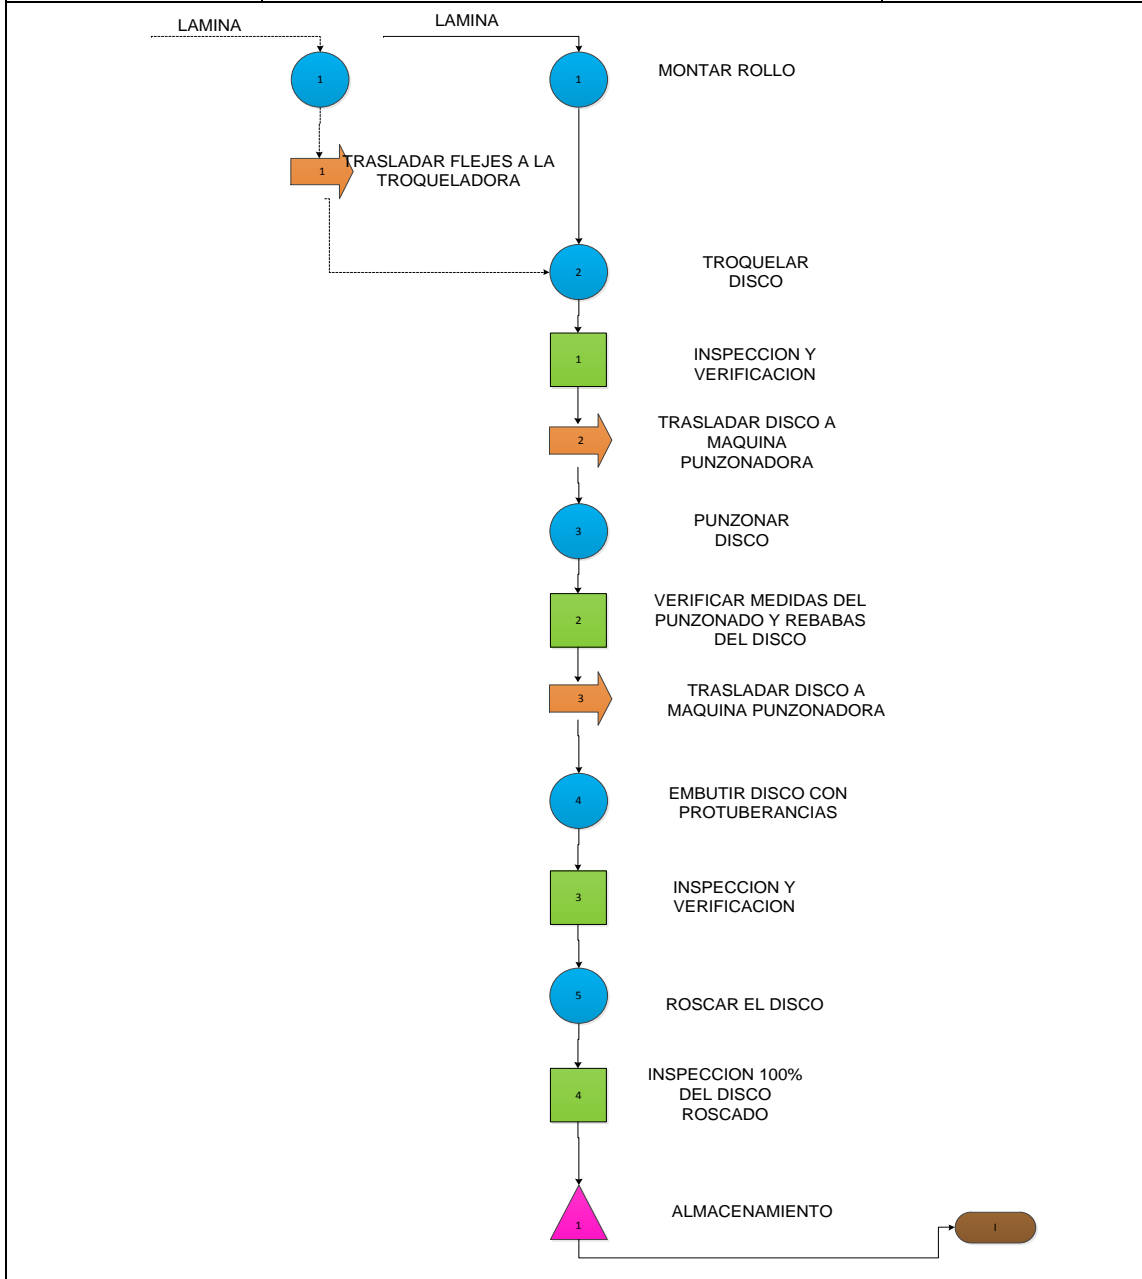 LAMINA
LAMINA
1
1
MONTAR ROLLO
1
TRASLADAR FLEJES A LA
TROQUELADORA
2
TROQUELAR
DISCO
1
INSPECCION Y
VERIFICACION
2
TRASLADAR DISCO A
MAQUINA
PUNZONADORA
3
PUNZONAR
DISCO
2
VERIFICAR MEDIDAS DEL
PUNZONADO Y REBABAS
DEL DISCO
3
TRASLADAR DISCO A
MAQUINA PUNZONADORA
4
EMBUTIR DISCO CON
PROTUBERANCIAS
3
INSPECCION Y
VERIFICACION
5
ROSCAR EL DISCO
4
INSPECCION 100%
DEL DISCO
ROSCADO
1
ALMACENAMIENTO
I